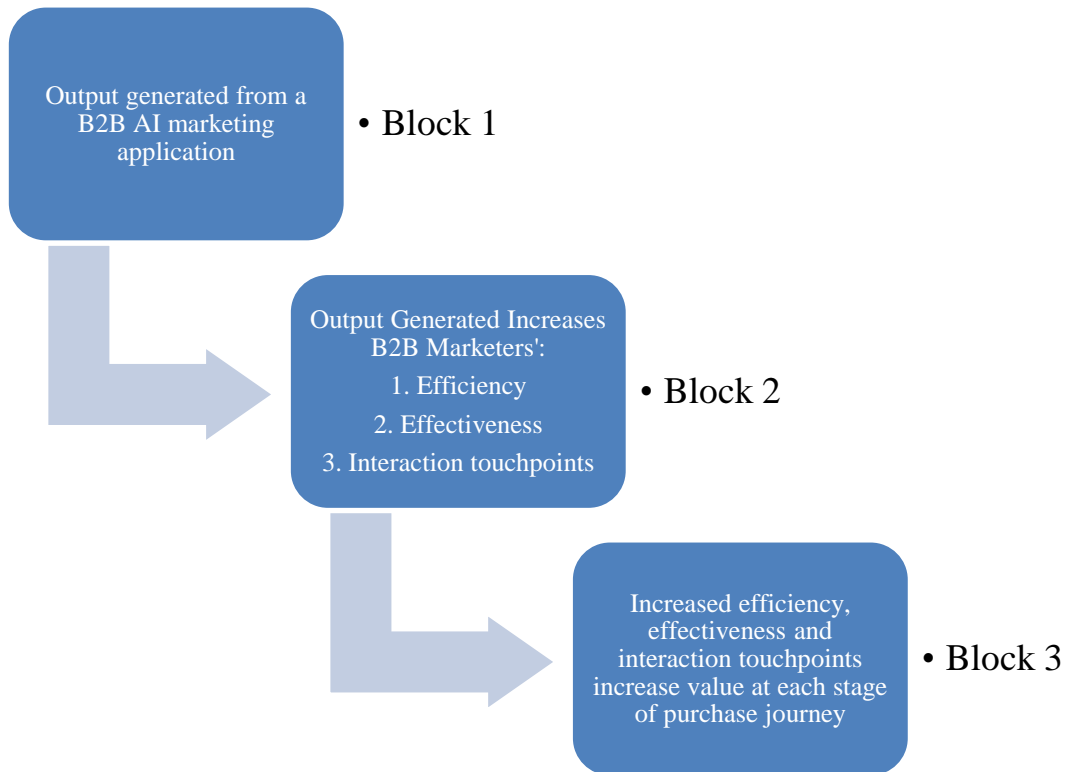 Output generated from a
B2B AI marketing
application
• Block 1
Output Generated Increases
B2B Marketers':
1. Efficiency
2. Effectiveness
3. Interaction touchpoints
• Block 2
Increased efficiency,
effectiveness and
interaction touchpoints
increase value at each stage
of purchase journey
• Block 3